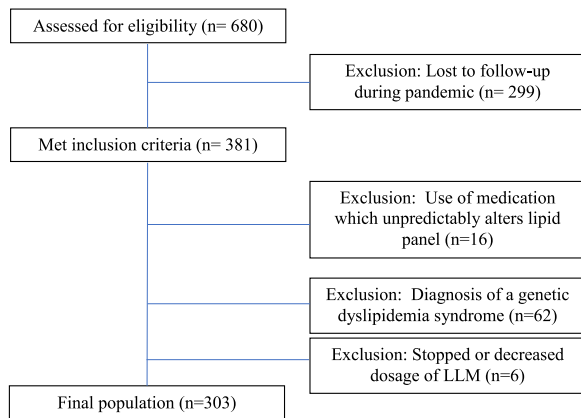 Assessed for eligibility (n= 680)
Exclusion: Lost to follow-up
during pandemic
(n= 299)
Met inclusion criteria (n= 381)
Exclusion:  Use of medication
which unpredictably alters lipid
panel
(n=16)
Exclusion:  Diagnosis of a genetic
dyslipidemia syndrome (n=62)
Exclusion: Stopped or decreased
dosage of LLM (n=6)
Final population (n=303)